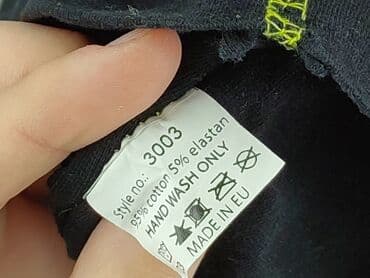 Style no.: 3003
95% cotton 5% elastan
HAND WASH ONLY
MADE IN EU